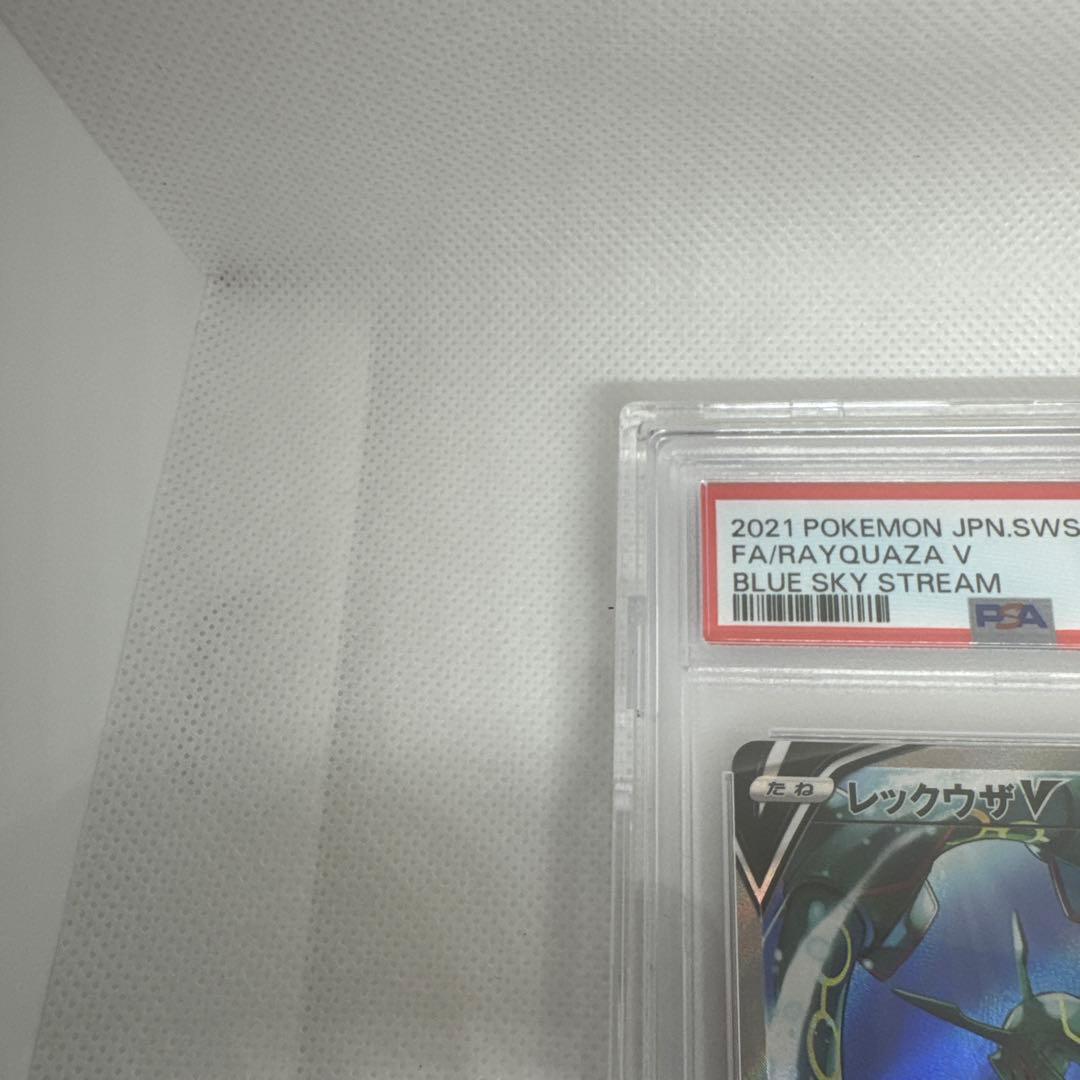 2021 POKEMON JPN.SWS
FA/RAYQUAZA V
BLUE SKY STREAM
PSA
たね レックウザV